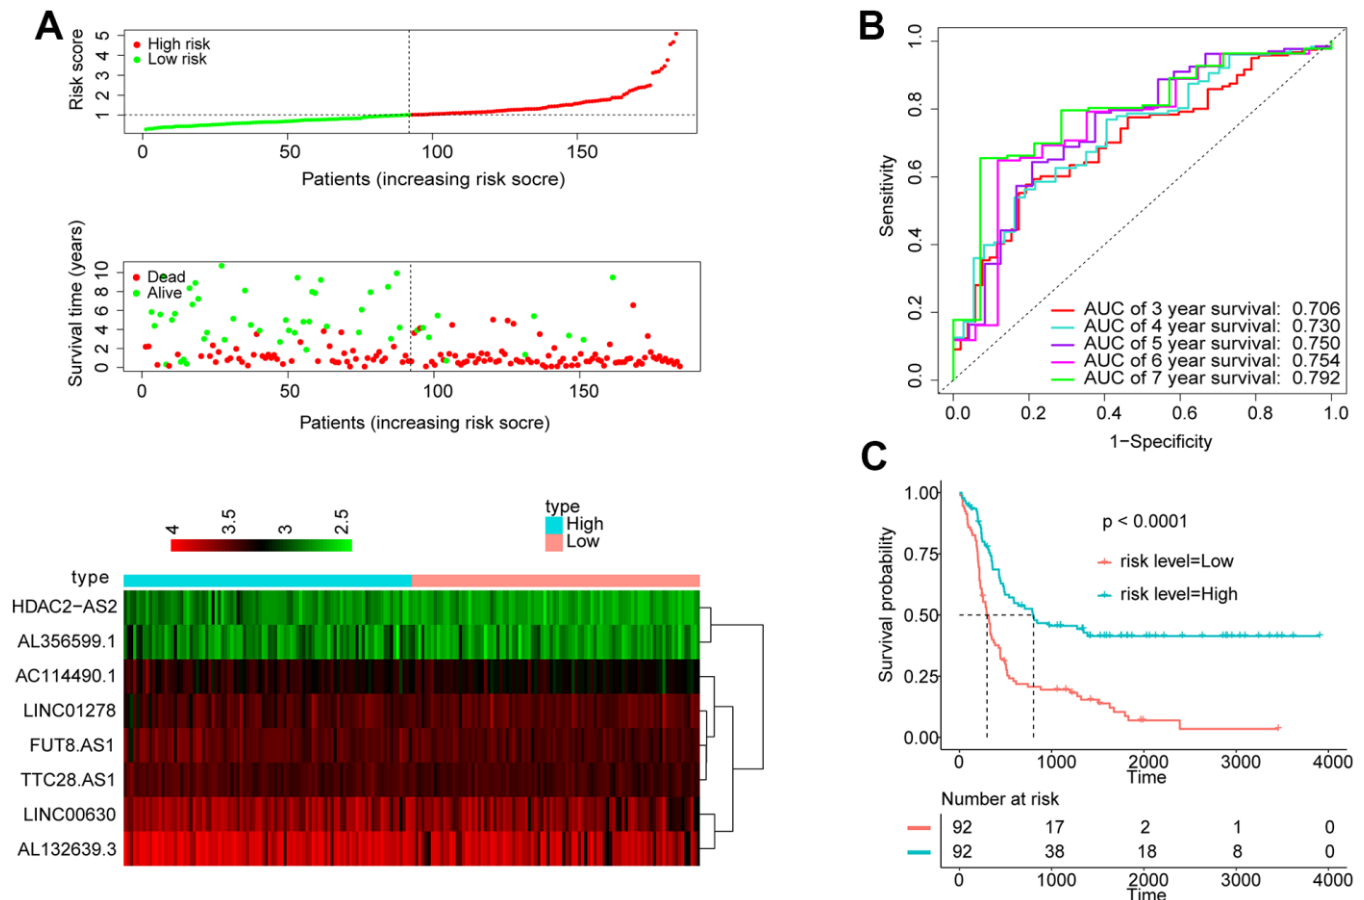 A
Risk score
5
4
3
2
1
High risk
Low risk
0 50 100 150
Patients (increasing risk socre)
Survival time (years)
10
8
6
4
2
0
Dead
Alive
0 50 100 150
Patients (increasing risk socre)
4 3.5 3 2.5
type
High
Low
type
HDAC2−AS2
AL356599.1
AC114490.1
LINC01278
FUT8.AS1
TTC28.AS1
LINC00630
AL132639.3
B
Sensitivity
1.0
0.8
0.6
0.4
0.2
0.0
AUC of 3 year survival: 0.706
AUC of 4 year survival: 0.730
AUC of 5 year survival: 0.750
AUC of 6 year survival: 0.754
AUC of 7 year survival: 0.792
0.0 0.2 0.4 0.6 0.8 1.0
1−Specificity
C
Survival probability
1.00
0.75
0.50
0.25
0.00
p < 0.0001
risk level=Low
risk level=High
0 1000 2000 3000 4000
Time
Number at risk
92 17 2 1 0
92 38 18 8 0
0 1000 2000 3000 4000
Time